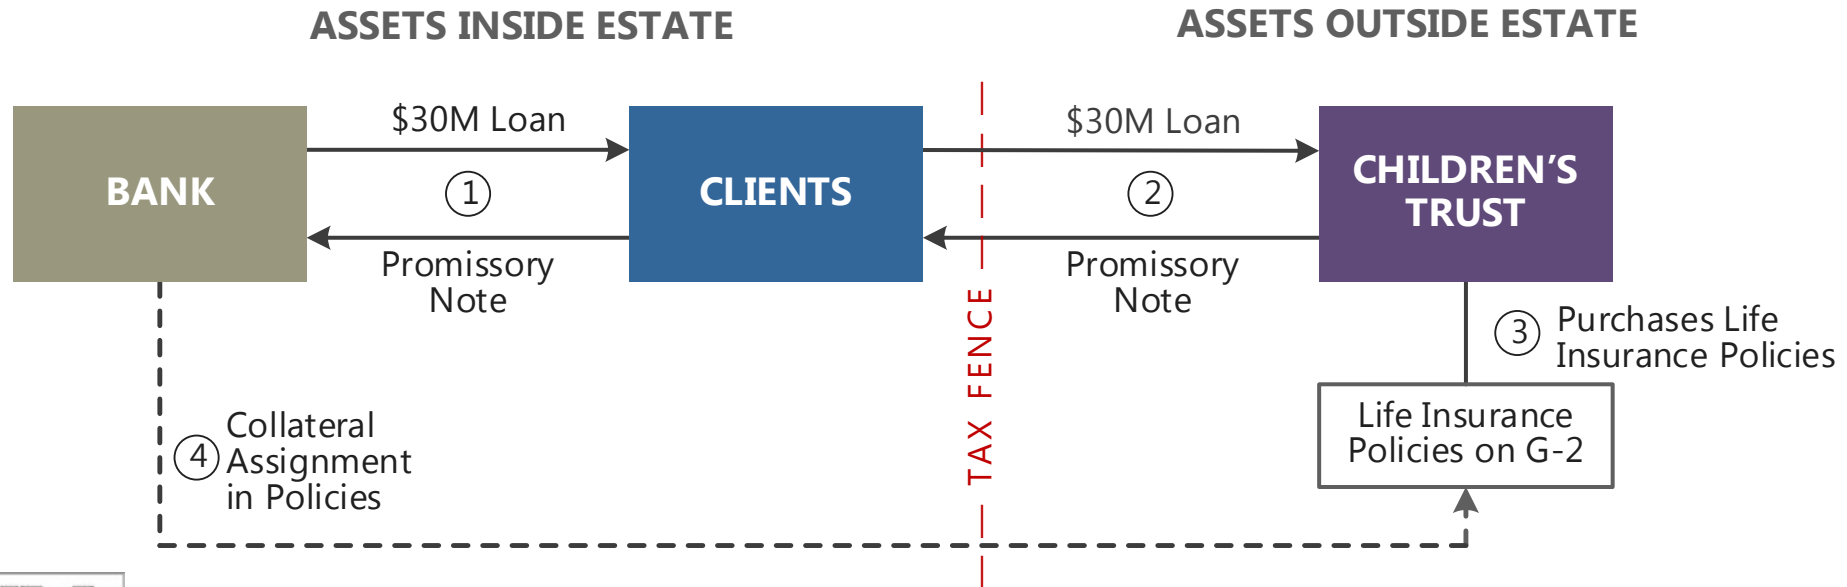 ASSETS INSIDE ESTATE
ASSETS OUTSIDE ESTATE
BANK
$30M Loan
1
Promissory
Note
CLIENTS
$30M Loan
2
Promissory
Note
CHILDREN’S
TRUST
TAX FENCE
3
Purchases Life
Insurance Policies
Life Insurance
Policies on G-2
4
Collateral
Assignment
in Policies